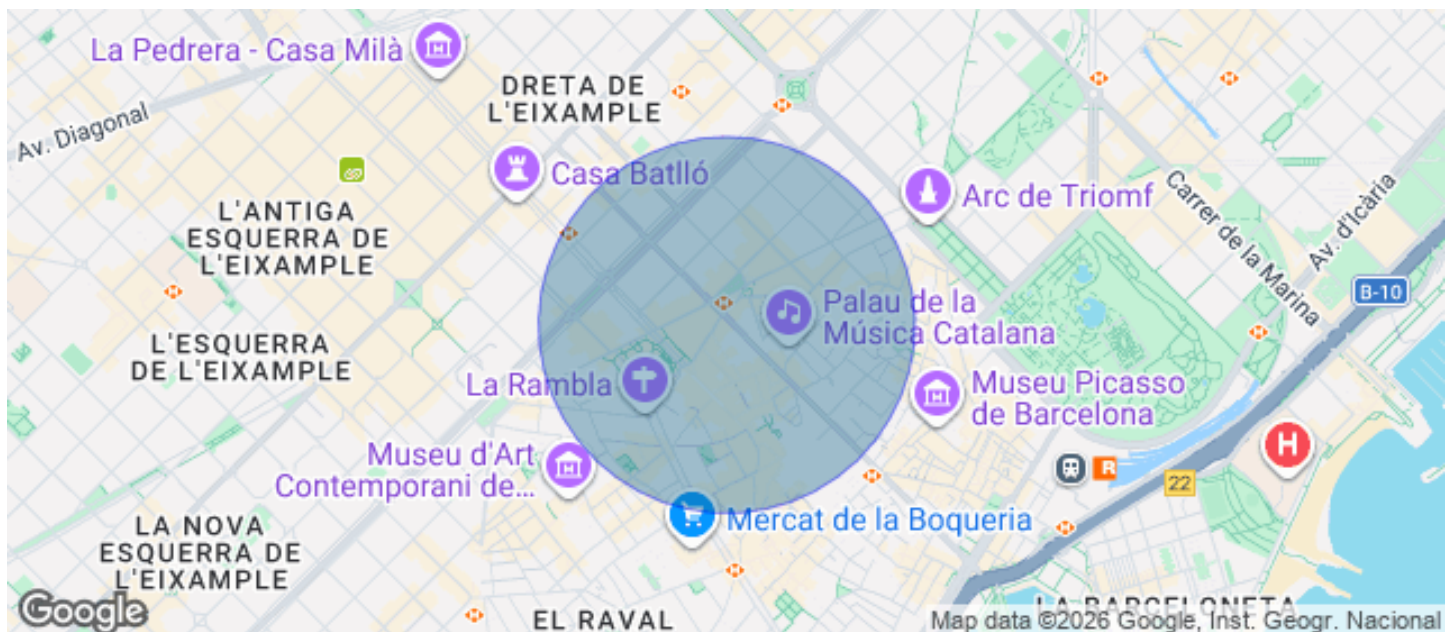 La Pedrera - Casa Milà
DRETA DE
L'EIXAMPLE
Av. Diagonal
Casa Batlló
Arc de Triomf
Carrer de la Marina
Av. d'Icària
L'ANTIGA
ESQUERRA DE
L'EIXAMPLE
B-10
Palau de la
Música Catalana
L'ESQUERRA
DE L'EIXAMPLE
La Rambla
Museu Picasso
de Barcelona
H
Museu d'Art
Contemporani de...
R
22
Mercat de la Boqueria
LA NOVA
ESQUERRA DE
L'EIXAMPLE
Google
EL RAVAL
LA BARCELONETA
Map data ©2026 Google, Inst. Geogr. Nacional